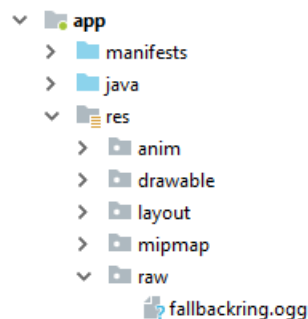 app
manifests
java
res
anim
drawable
layout
mipmap
raw
fallbackring.ogg